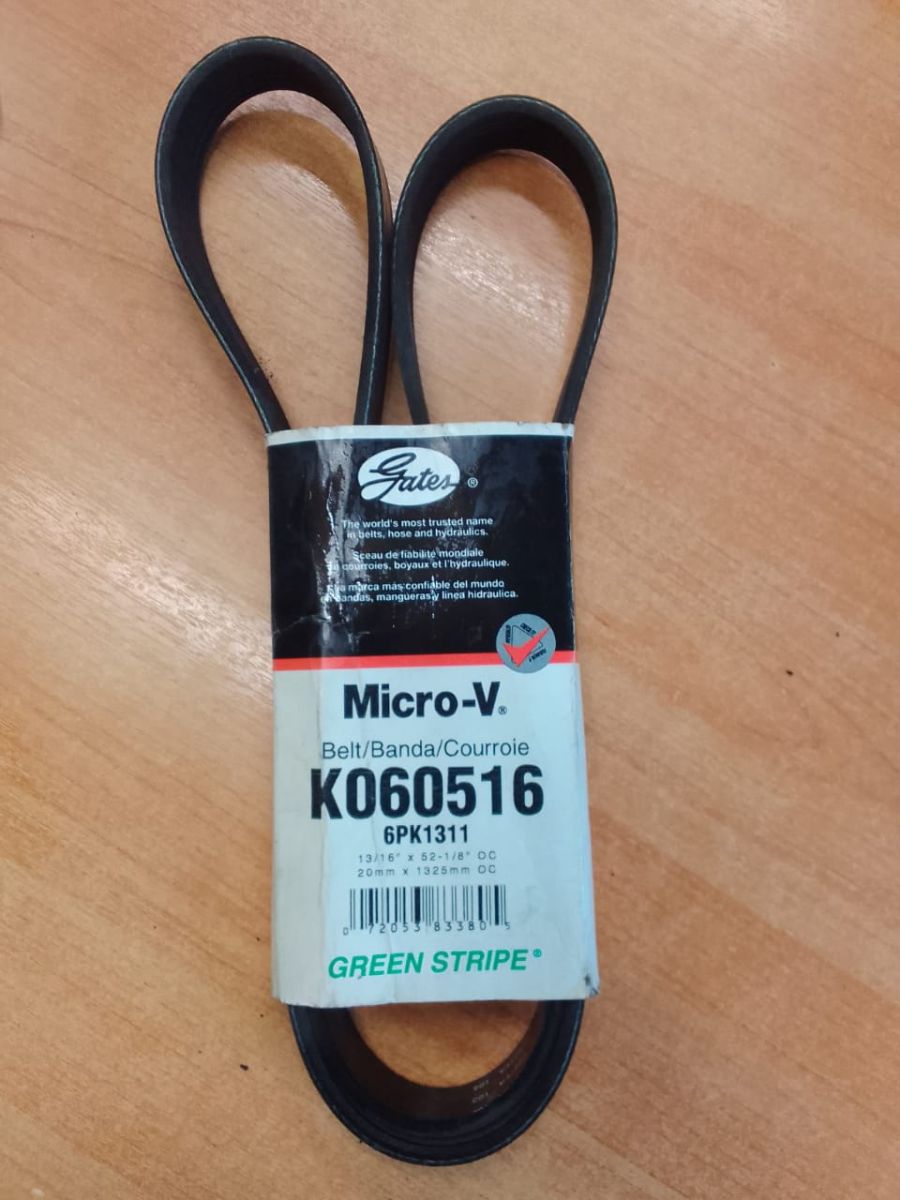 Gates ®
The world's most trusted name
in belts, hose and hydraulics.
Sceau de fiabilité mondiale
courroies, boyaux et l'hydraulique.
La marca mas confiable del mundo
bandas, mangueras y linea hidraulica.
Micro-V®
Belt/Banda/Courroie
K060516
6PK1311
13/16" x 52-1/8" OC
20mm x 1325mm OC
0 72053 83380 5
GREEN STRIPE®